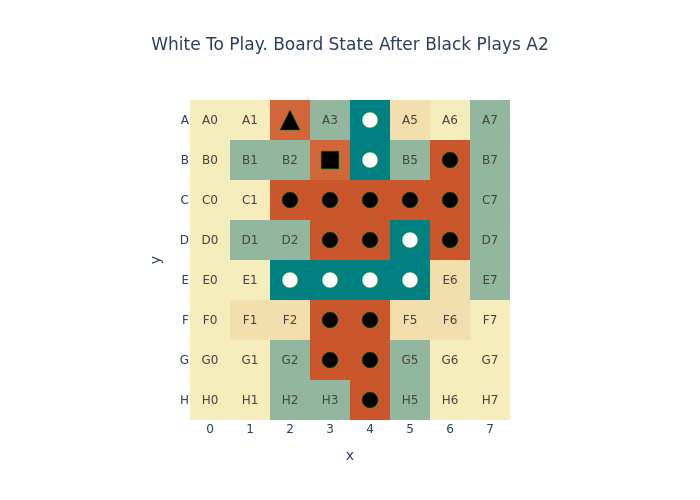 White To Play. Board State After Black Plays A2
A A0 A1 A3 A5 A6 A7
B B0 B1 B2 B5 B7
C C0 C1 C7
D D0 D1 D2 D7
E E0 E1 E6 E7
F F0 F1 F2 F5 F6 F7
G G0 G1 G2 G5 G6 G7
H H0 H1 H2 H3 H5 H6 H7
0 1 2 3 4 5 6 7
x
y